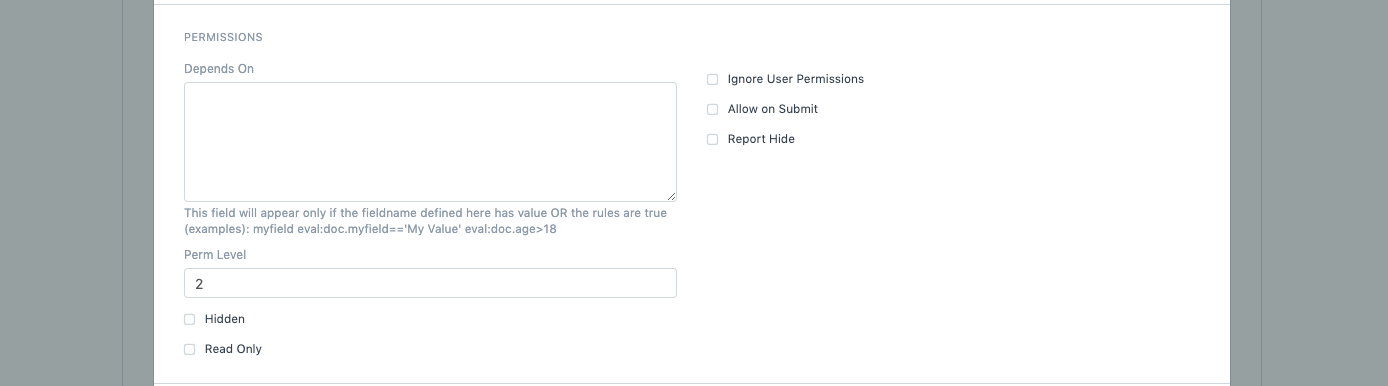 PERMISSIONS
Depends On
This field will appear only if the fieldname defined here has value OR the rules are true
(examples): myfield eval:doc.myfield=='My Value' eval:doc.age>18
Perm Level
2
Hidden
Read Only
Ignore User Permissions
Allow on Submit
Report Hide